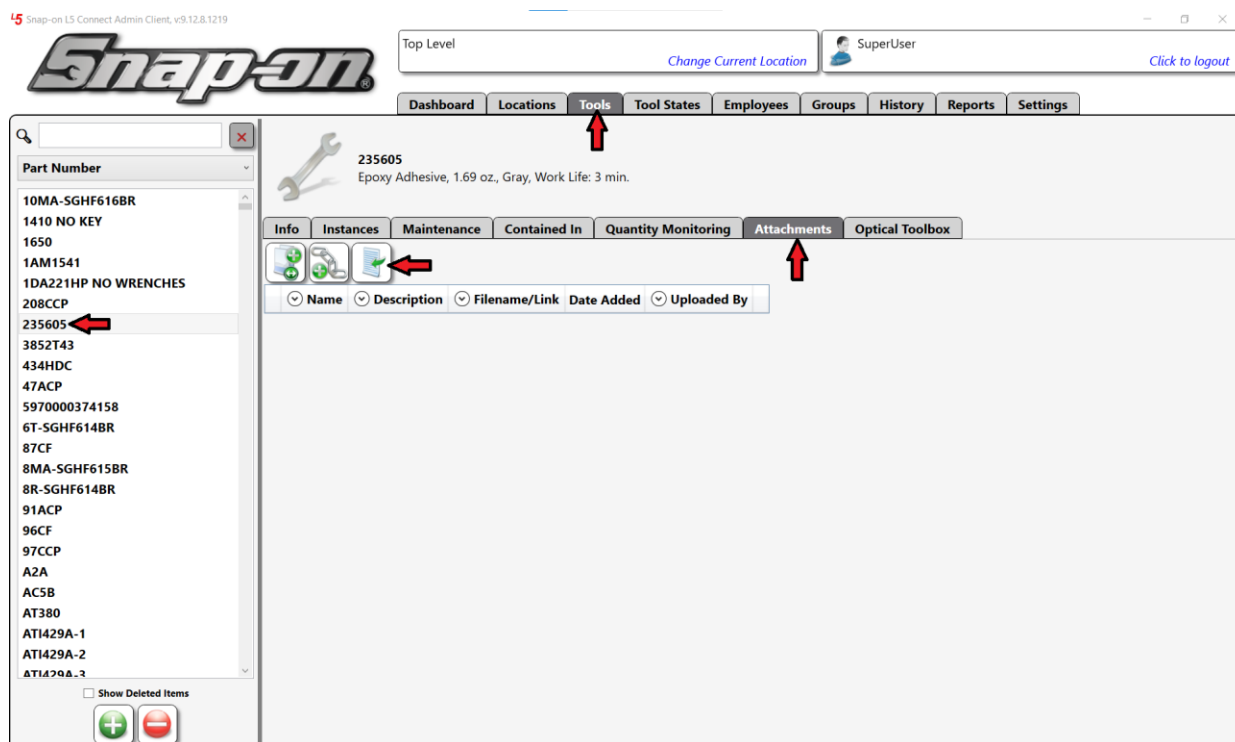 L5 Snap-on L5 Connect Admin Client, v:9.12.8.1219
Snap-on®
Top Level
Change Current Location
SuperUser
Click to logout
Dashboard Locations Tools Tool States Employees Groups History Reports Settings
Part Number
10MA-SGHF616BR
1410 NO KEY
1650
1AM1541
1DA221HP NO WRENCHES
208CCP
235605
3852T43
434HDC
47ACP
5970000374158
6T-SGHF614BR
87CF
8MA-SGHF615BR
8R-SGHF614BR
91ACP
96CF
97CCP
A2A
AC5B
AT380
ATI429A-1
ATI429A-2
ATI429A-3
Show Deleted Items
235605
Epoxy Adhesive, 1.69 oz., Gray, Work Life: 3 min.
Info Instances Maintenance Contained In Quantity Monitoring Attachments Optical Toolbox
Name Description Filename/Link Date Added Uploaded By